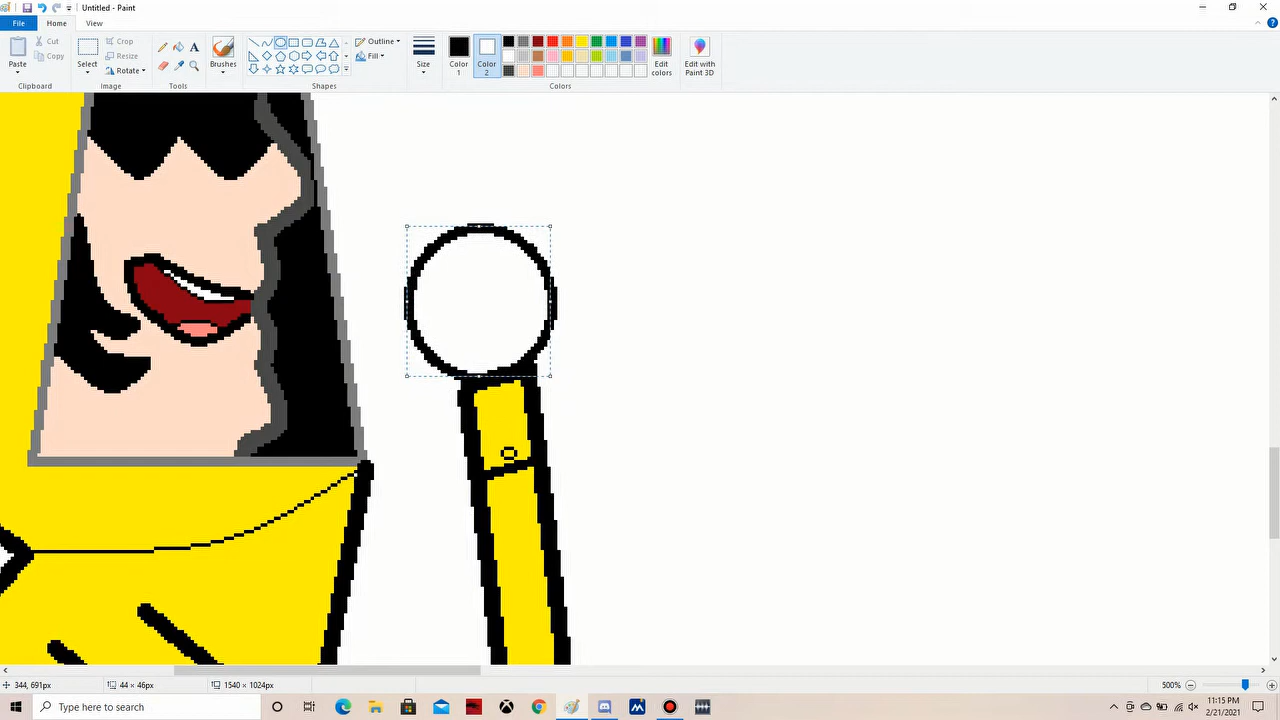 Untitled - Paint
File
Home
View
Paste
Cut
Copy
Clipboard
Select
Crop
Resize
Rotate
Image
A
Tools
Brushes
Outline
Fill
Shapes
Size
Color 1
Color 2
Edit colors
Edit with Paint 3D
Colors
344, 691px
44 × 46px
1540 × 1024px
800%
Type here to search
11:15 PM
2/21/2021